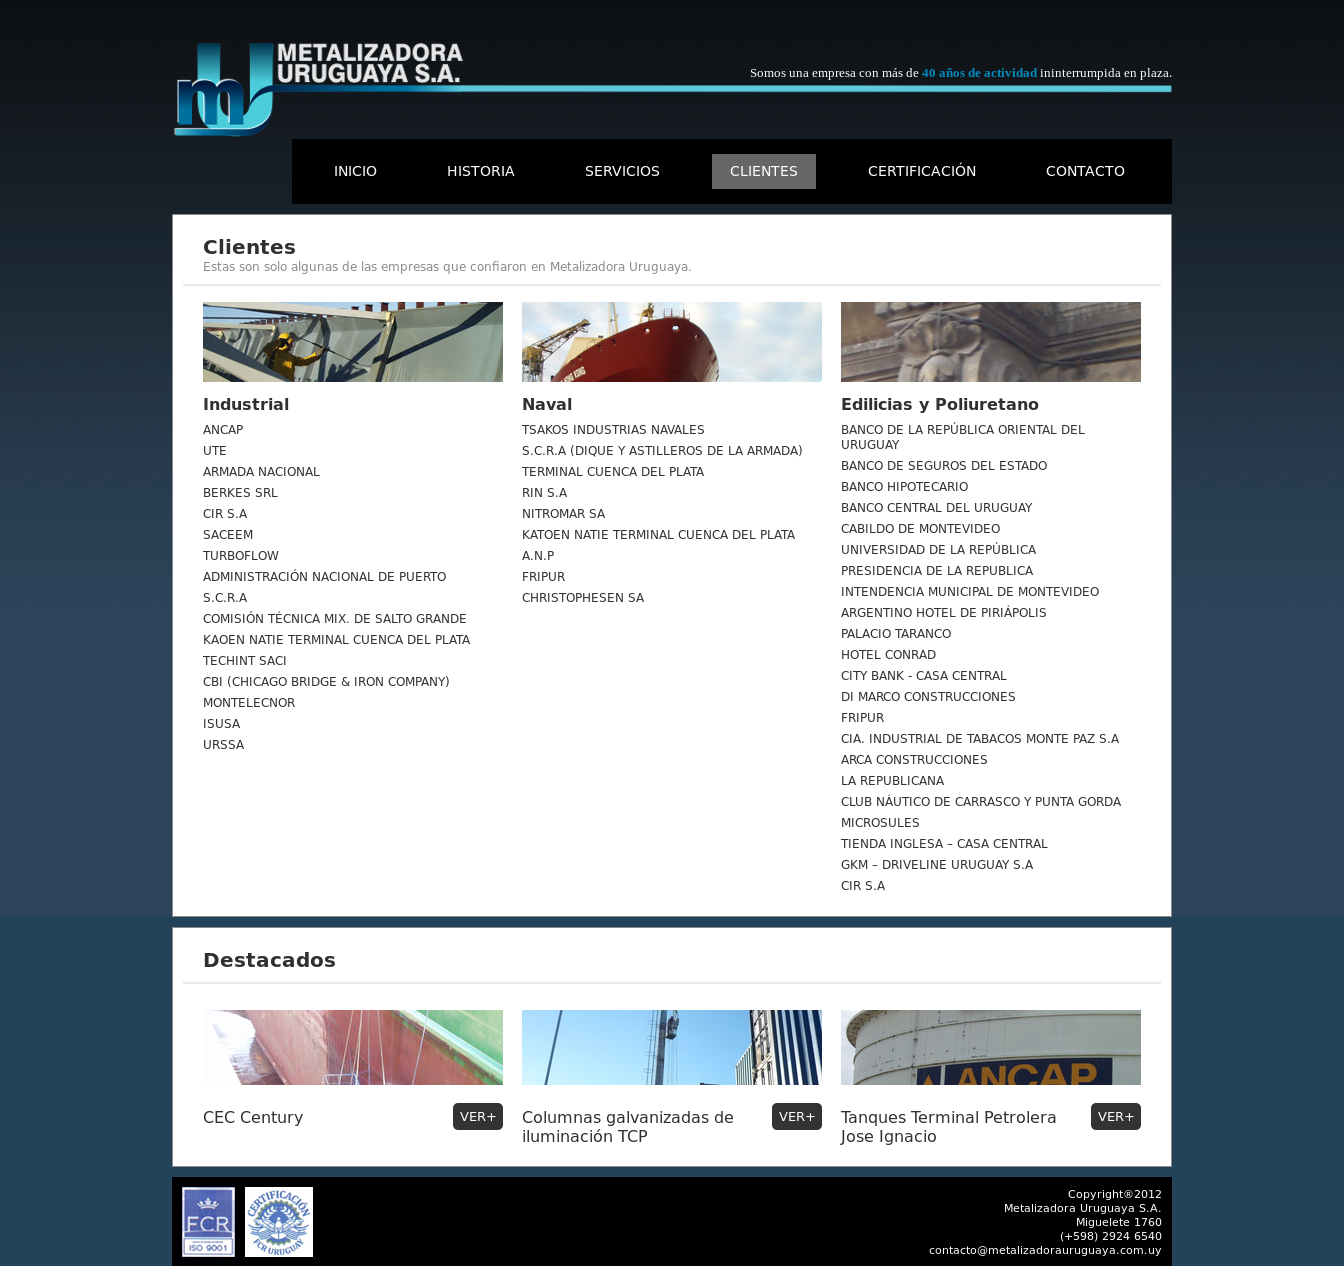 METALIZADORA
URUGUAYA S.A.
Somos una empresa con más de 40 años de actividad ininterrumpida en plaza.
INICIO
HISTORIA
SERVICIOS
CLIENTES
CERTIFICACIÓN
CONTACTO
Clientes
Estas son solo algunas de las empresas que confiaron en Metalizadora Uruguaya.
Industrial
ANCAP
UTE
ARMADA NACIONAL
BERKES SRL
CIR S.A
SACEEM
TURBOFLOW
ADMINISTRACIÓN NACIONAL DE PUERTO
S.C.R.A
COMISIÓN TÉCNICA MIX. DE SALTO GRANDE
KAOEN NATIE TERMINAL CUENCA DEL PLATA
TECHINT SACI
CBI (CHICAGO BRIDGE & IRON COMPANY)
MONTELECNOR
ISUSA
URSSA
Naval
TSAKOS INDUSTRIAS NAVALES
S.C.R.A (DIQUE Y ASTILLEROS DE LA ARMADA)
TERMINAL CUENCA DEL PLATA
RIN S.A
NITROMAR SA
KATOEN NATIE TERMINAL CUENCA DEL PLATA
A.N.P
FRIPUR
CHRISTOPHESEN SA
Edilicias y Poliuretano
BANCO DE LA REPÚBLICA ORIENTAL DEL
URUGUAY
BANCO DE SEGUROS DEL ESTADO
BANCO HIPOTECARIO
BANCO CENTRAL DEL URUGUAY
CABILDO DE MONTEVIDEO
UNIVERSIDAD DE LA REPÚBLICA
PRESIDENCIA DE LA REPUBLICA
INTENDENCIA MUNICIPAL DE MONTEVIDEO
ARGENTINO HOTEL DE PIRIÁPOLIS
PALACIO TARANCO
HOTEL CONRAD
CITY BANK - CASA CENTRAL
DI MARCO CONSTRUCCIONES
FRIPUR
CIA. INDUSTRIAL DE TABACOS MONTE PAZ S.A
ARCA CONSTRUCCIONES
LA REPUBLICANA
CLUB NÁUTICO DE CARRASCO Y PUNTA GORDA
MICROSULES
TIENDA INGLESA – CASA CENTRAL
GKM – DRIVELINE URUGUAY S.A
CIR S.A
Destacados
ANCAP
CEC Century
VER+
Columnas galvanizadas de
iluminación TCP
VER+
Tanques Terminal Petrolera
Jose Ignacio
VER+
FCR
ISO 9001
CERTIFICACIÓN
FCR URUGUAY
Copyright®2012
Metalizadora Uruguaya S.A.
Miguelete 1760
(+598) 2924 6540
contacto@metalizadorauruguaya.com.uy